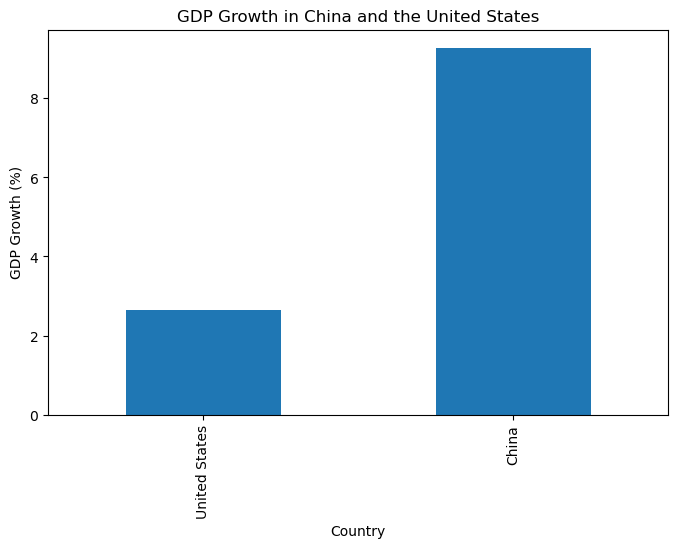 GDP Growth in China and the United States
GDP Growth (%)
8
6
4
2
0
United States
China
Country